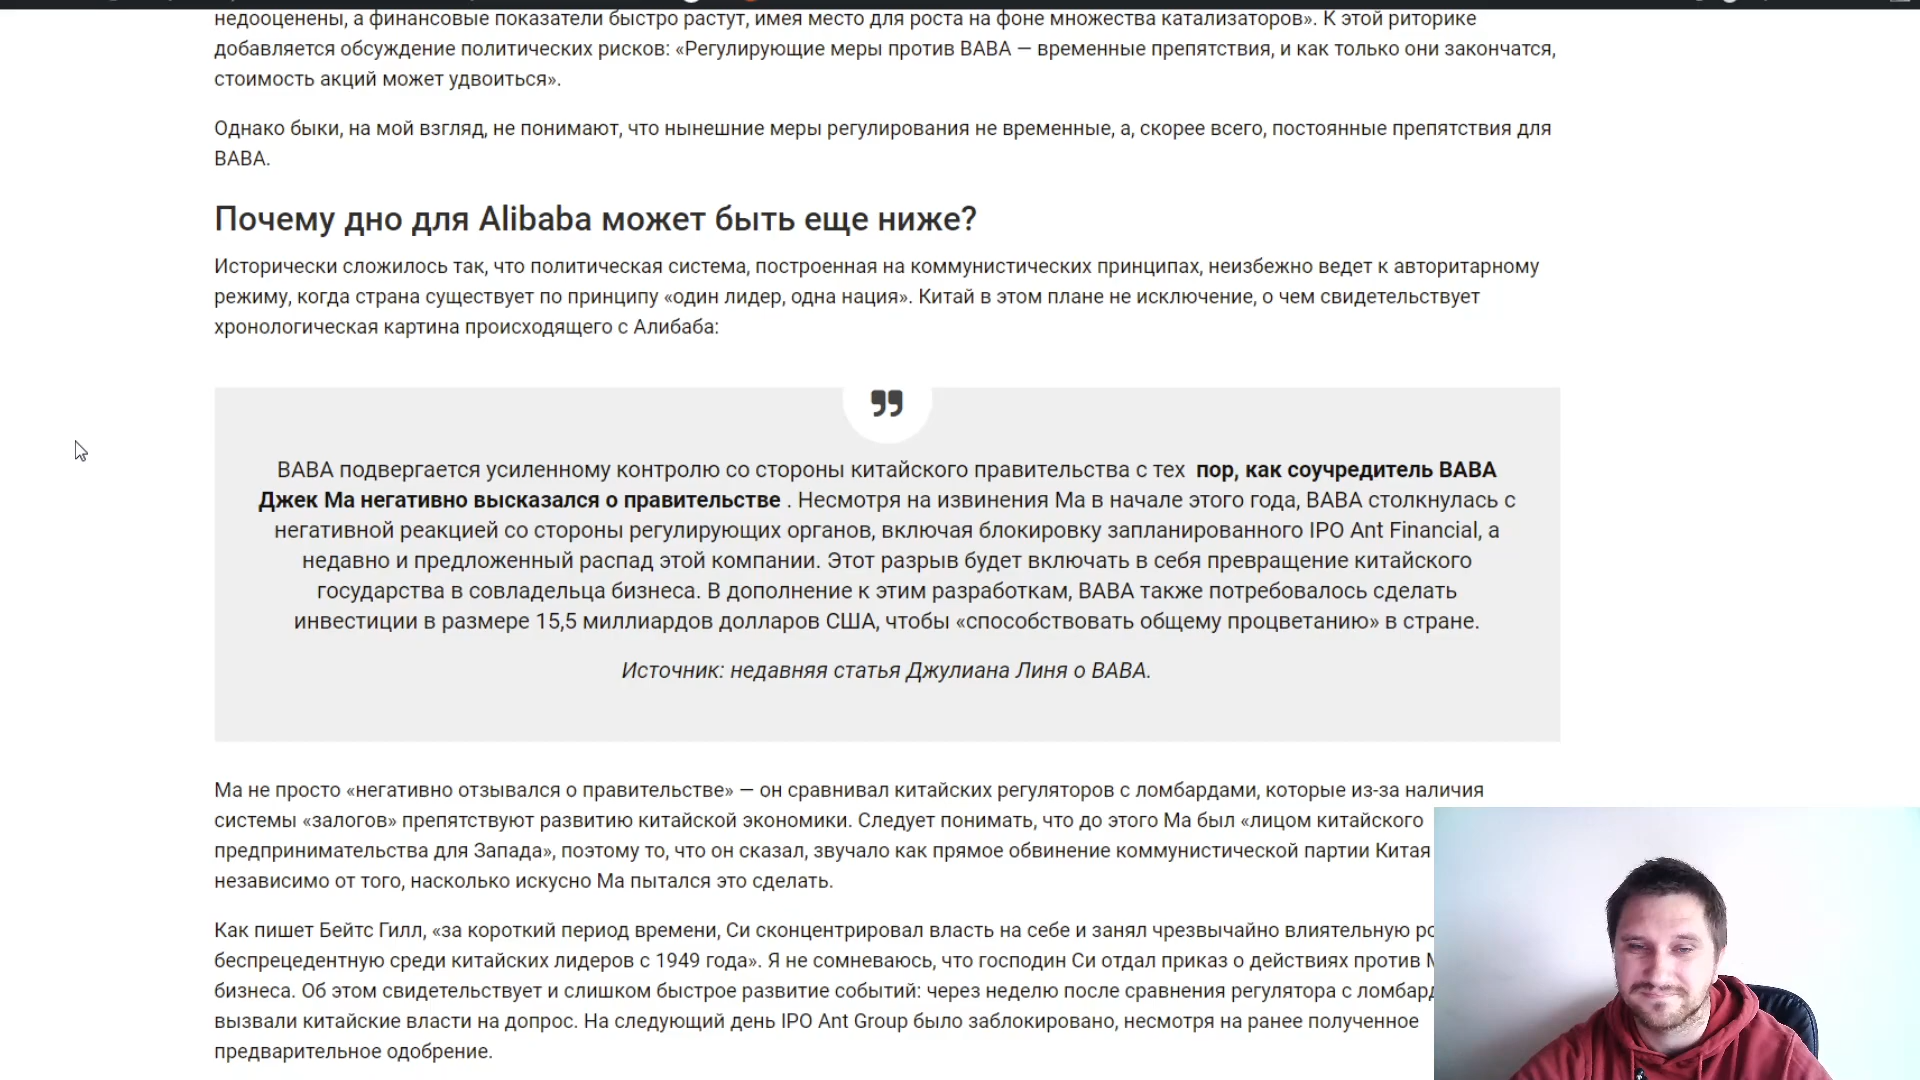 недооценены, а финансовые показатели быстро растут, имея место для роста на фоне множества катализаторов». К этой риторике
добавляется обсуждение политических рисков: «Регулирующие меры против BABA — временные препятствия, и как только они закончатся,
стоимость акций может удвоиться».
Однако быки, на мой взгляд, не понимают, что нынешние меры регулирования не временные, а, скорее всего, постоянные препятствия для
BABA.
Почему дно для Alibaba может быть еще ниже?
Исторически сложилось так, что политическая система, построенная на коммунистических принципах, неизбежно ведет к авторитарному
режиму, когда страна существует по принципу «один лидер, одна нация». Китай в этом плане не исключение, о чем свидетельствует
хронологическая картина происходящего с Алибаба:
BABA подвергается усиленному контролю со стороны китайского правительства с тех пор, как соучредитель BABA
Джек Ма негативно высказался о правительстве . Несмотря на извинения Ма в начале этого года, BABA столкнулась с
негативной реакцией со стороны регулирующих органов, включая блокировку запланированного IPO Ant Financial, а
недавно и предложенный распад этой компании. Этот разрыв будет включать в себя превращение китайского
государства в совладельца бизнеса. В дополнение к этим разработкам, BABA также потребовалось сделать
инвестиции в размере 15,5 миллиардов долларов США, чтобы «способствовать общему процветанию» в стране.
Источник: недавняя статья Джулиана Линя о BABA.
Ма не просто «негативно отзывался о правительстве» — он сравнивал китайских регуляторов с ломбардами, которые из-за наличия
системы «залогов» препятствуют развитию китайской экономики. Следует понимать, что до этого Ма был «лицом китайского
предпринимательства для Запада», поэтому то, что он сказал, звучало как прямое обвинение коммунистической партии Китая
независимо от того, насколько искусно Ма пытался это сделать.
Как пишет Бейтс Гилл, «за короткий период времени, Си сконцентрировал власть на себе и занял чрезвычайно влиятельную
беспрецедентную среди китайских лидеров с 1949 года». Я не сомневаюсь, что господин Си отдал приказ о действиях против
бизнеса. Об этом свидетельствует и слишком быстрое развитие событий: через неделю после сравнения регулятора с
вызвали китайские власти на допрос. На следующий день IPO Ant Group было заблокировано, несмотря на ранее полученное
предварительное одобрение.